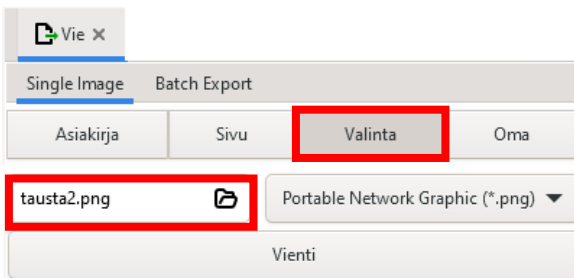 Vie
Single Image Batch Export
Asiakirja Sivu Valinta Oma
tausta2.png Portable Network Graphic (*.png)
Vienti